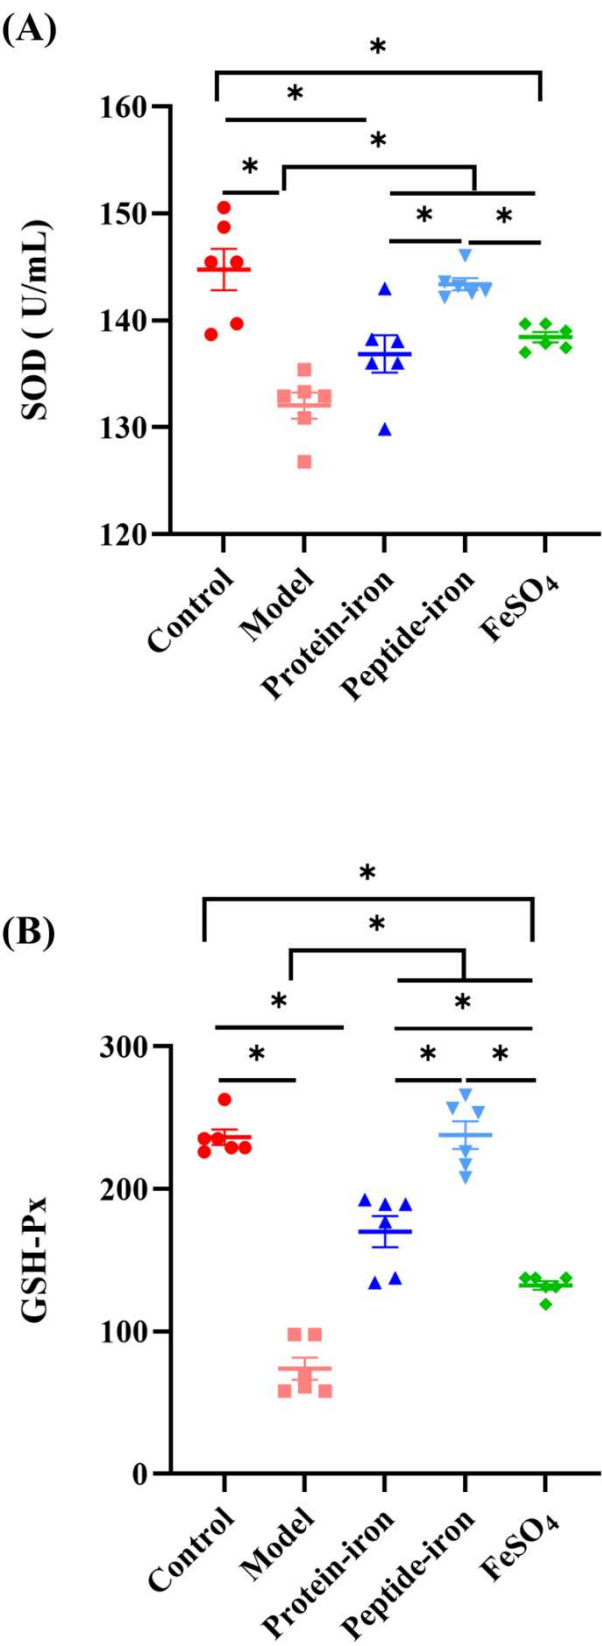 (A)
*
*
*
*
*
*
160
150
140
130
120
SOD ( U/mL)
Control
Model
Protein-iron
Peptide-iron
FeSO₄
(B)
*
*
*
*
*
*
*
300
200
100
0
GSH-Px
Control
Model
Protein-iron
Peptide-iron
FeSO₄